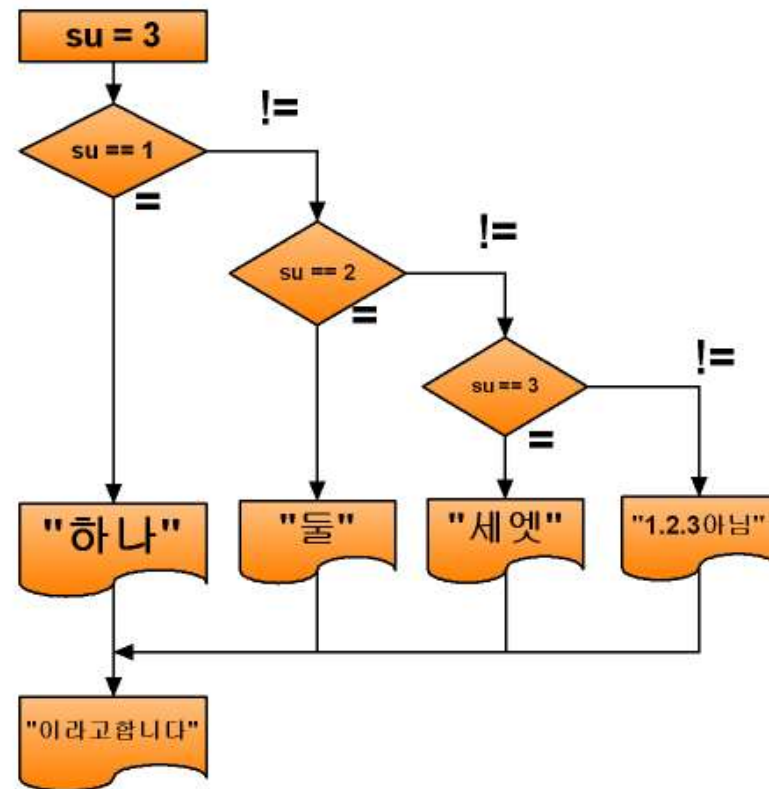 su = 3
!=
su == 1
=
!=
su == 2
=
!=
su == 3
=
"하나"
"둘"
"세엣"
"1.2.3아님"
"이라고합니다"